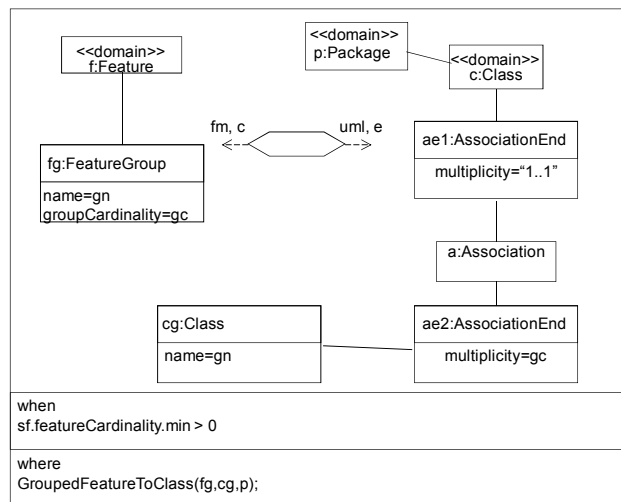 <<domain>>
f:Feature
<<domain>>
p:Package
<<domain>>
c:Class
fm, c
uml, e
fg:FeatureGroup
name=gn
groupCardinality=gc
ae1:AssociationEnd
multiplicity=“1..1”
a:Association
cg:Class
name=gn
ae2:AssociationEnd
multiplicity=gc
when
sf.featureCardinality.min > 0
where
GroupedFeatureToClass(fg,cg,p);